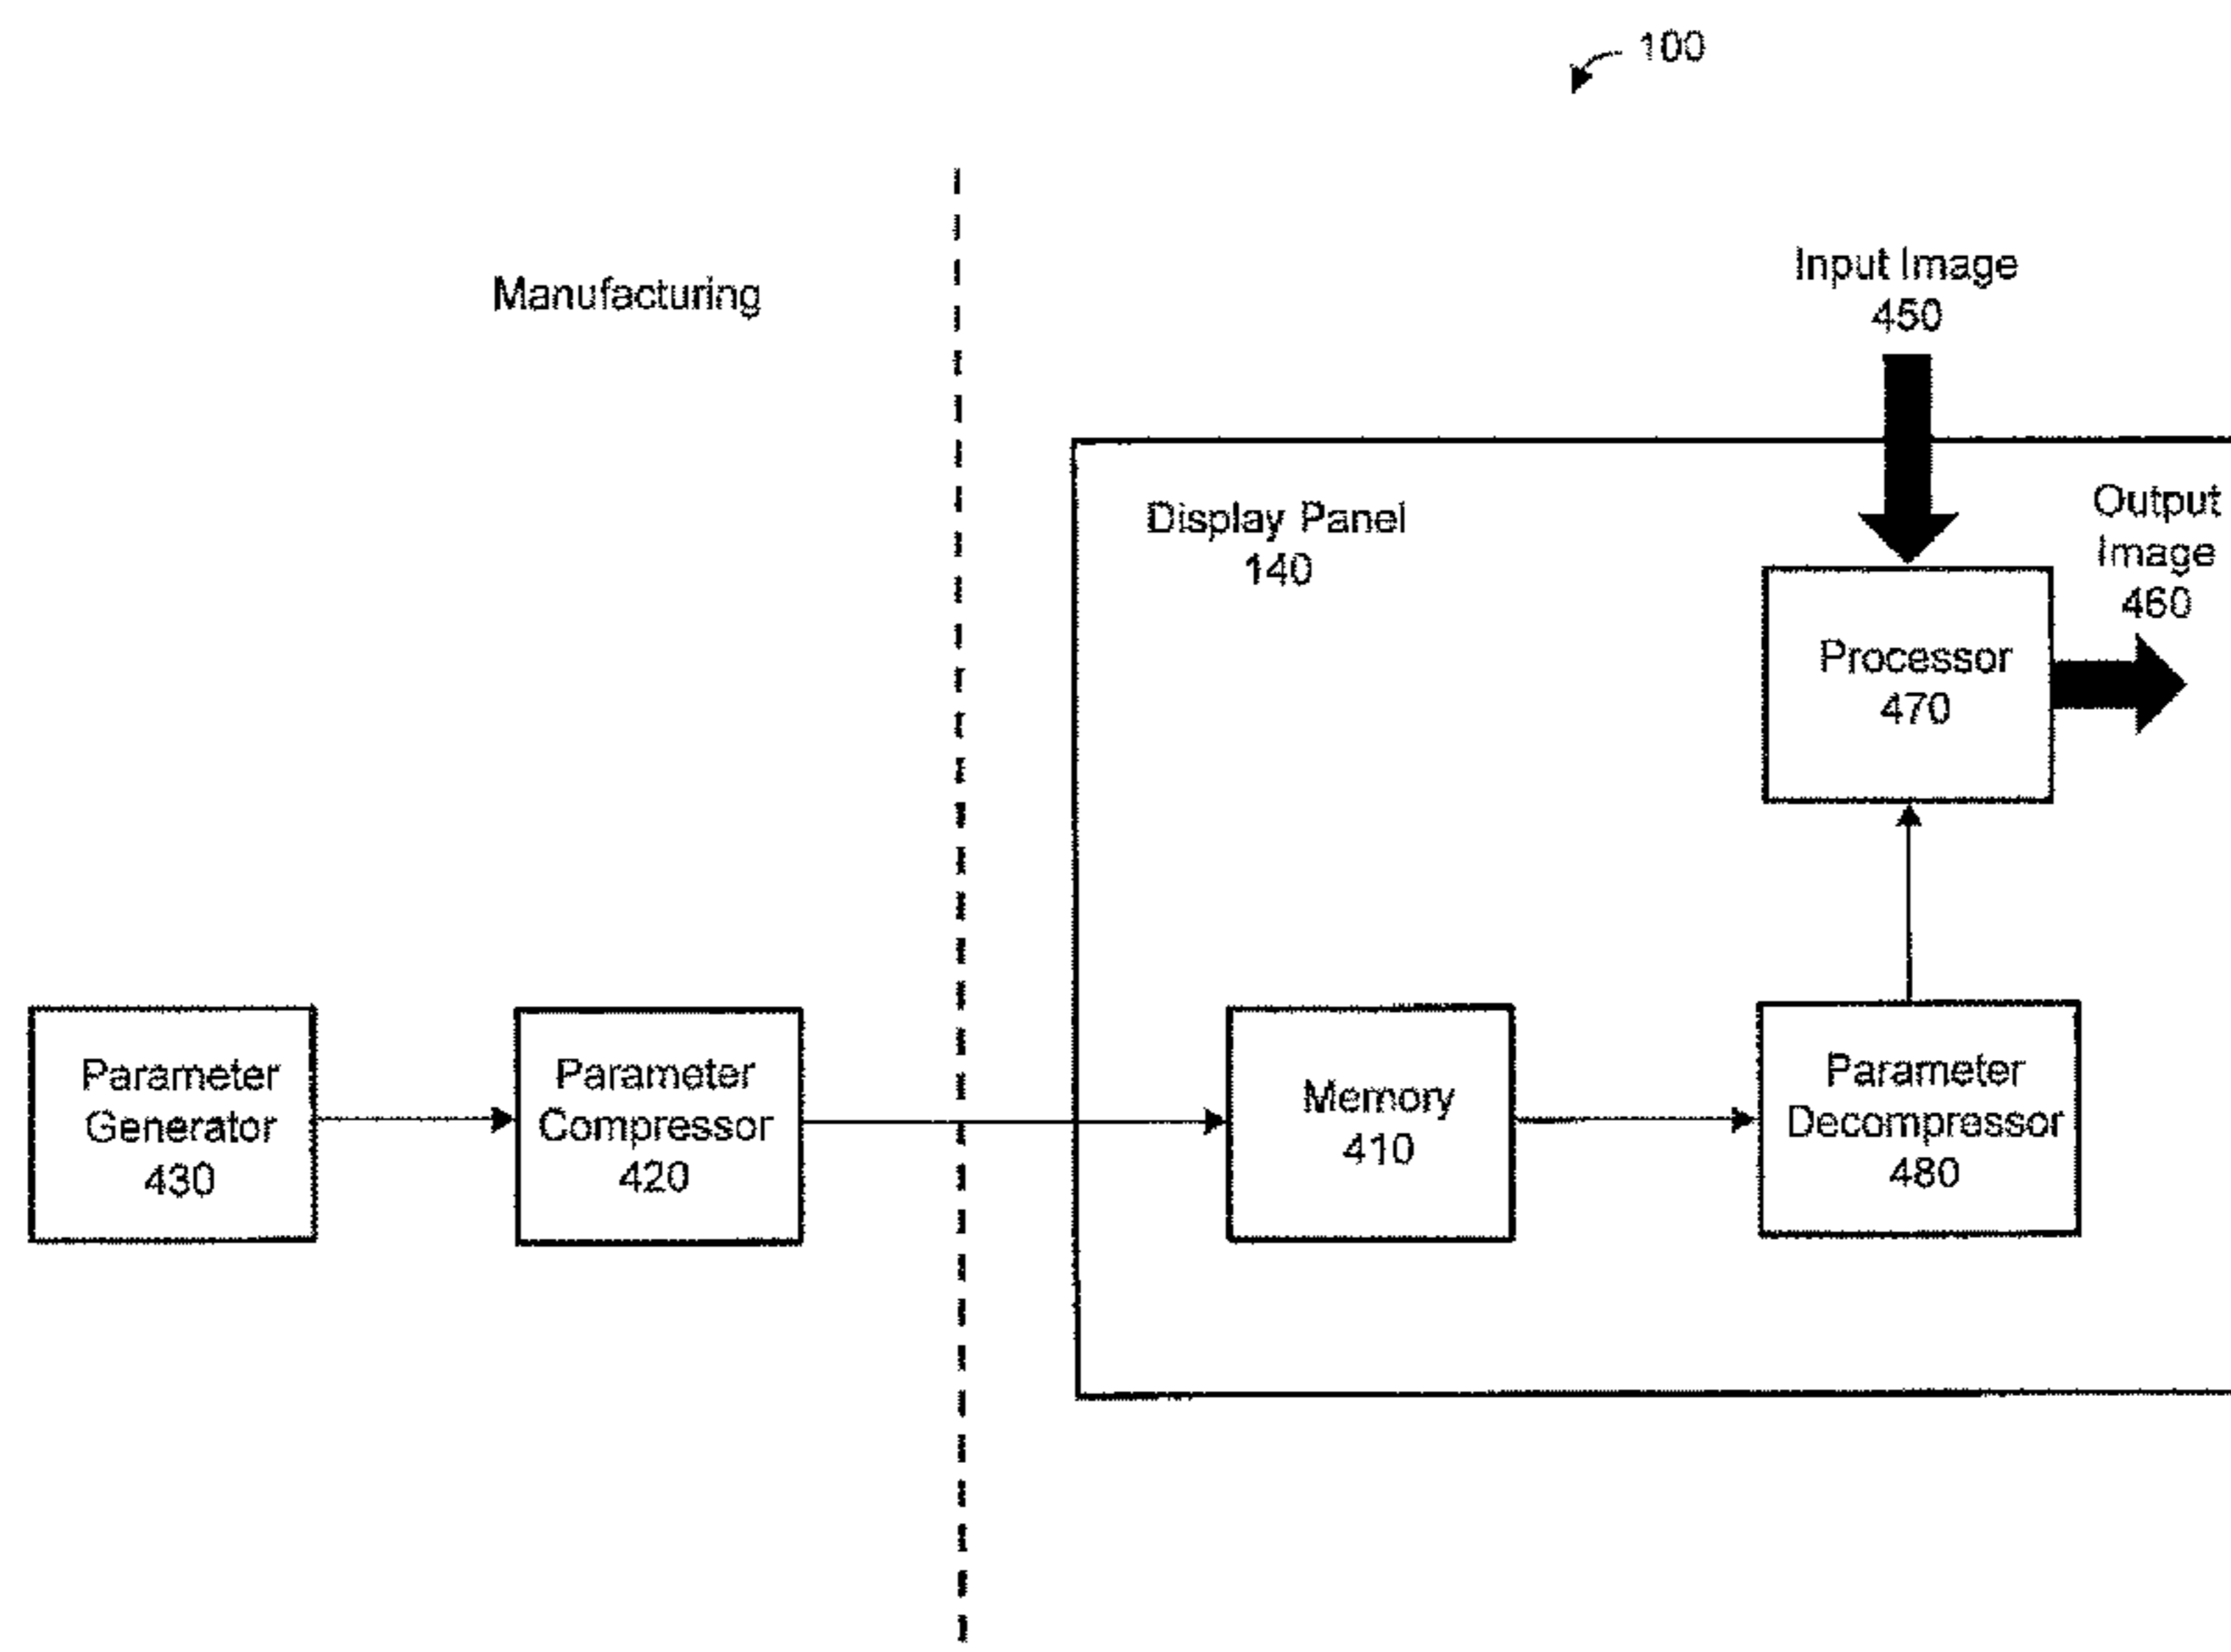 100
Manufacturing
Input Image
450
Display Panel
140
Output
Image
460
Processor
470
Parameter
Generator
430
Parameter
Compressor
420
Memory
410
Parameter
Decompressor
480